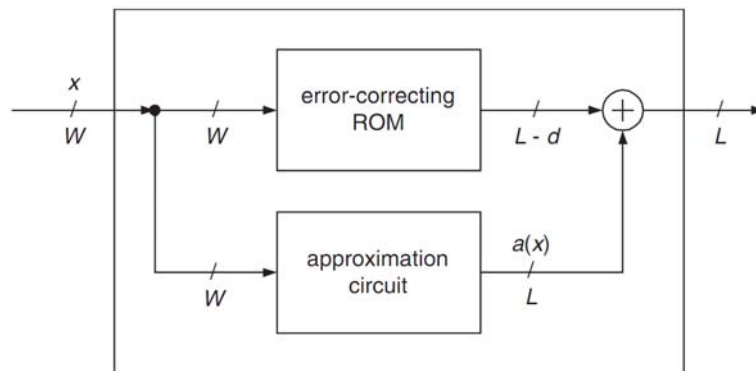 x
W
W
error-correcting
ROM
L - d
+
L
W
approximation
circuit
a(x)
L